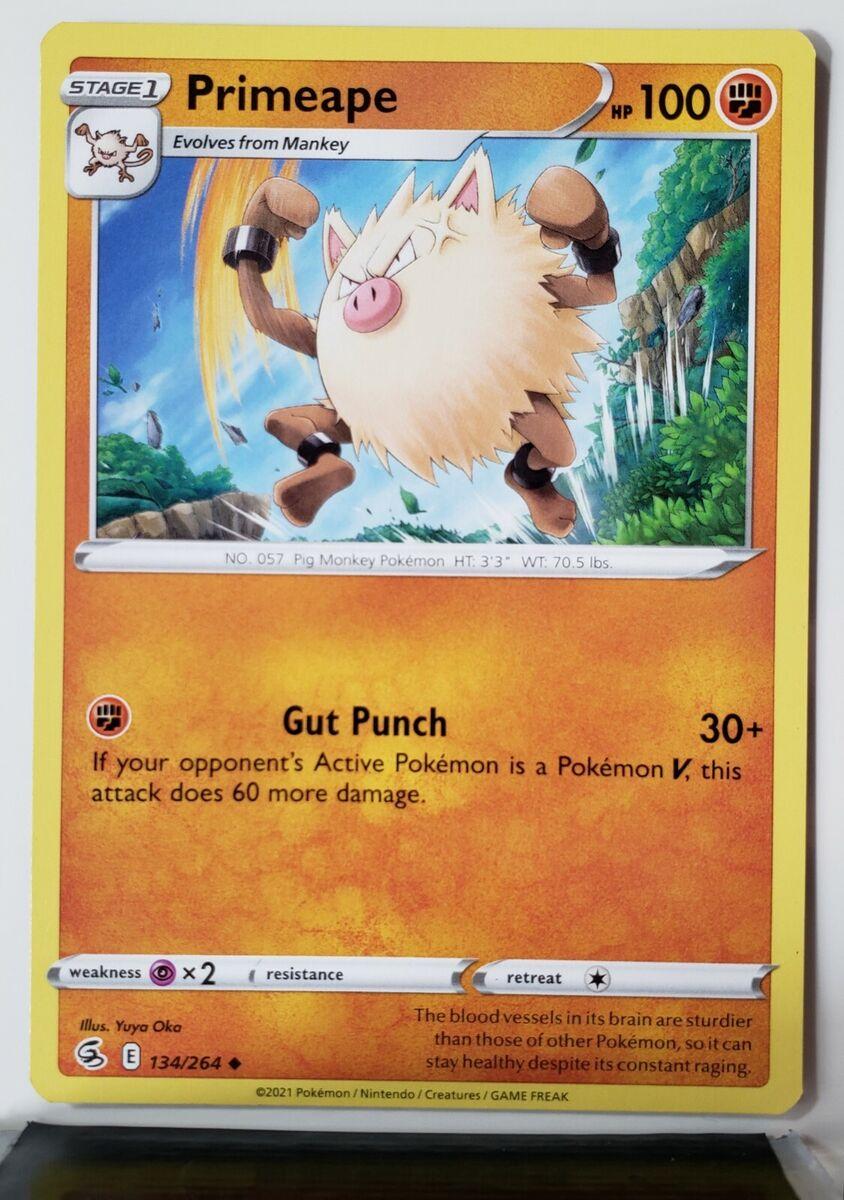 STAGE1 Primeape HP 100
Evolves from Mankey
NO. 057 Pig Monkey Pokémon HT: 3'3" WT: 70.5 lbs.
Gut Punch 30+
If your opponent's Active Pokémon is a Pokémon V, this
attack does 60 more damage.
weakness ×2 resistance retreat
Illus. Yuya Oka
The blood vessels in its brain are sturdier
than those of other Pokémon, so it can
stay healthy despite its constant raging.
E 134/264
©2021 Pokémon / Nintendo / Creatures / GAME FREAK